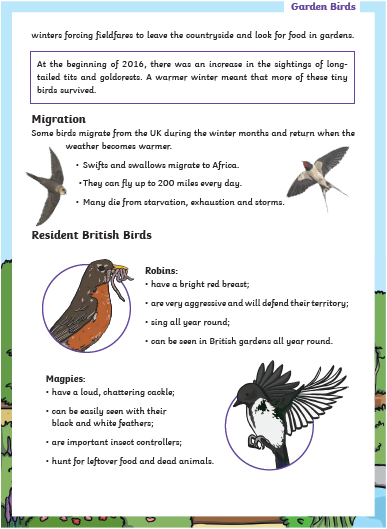 Garden Birds
winters forcing fieldfares to leave the countryside and look for food in gardens.
At the beginning of 2016, there was an increase in the sightings of long-
tailed tits and goldcrests. A warmer winter meant that more of these tiny
birds survived.
Migration
Some birds migrate from the UK during the winter months and return when the
weather becomes warmer.
• Swifts and swallows migrate to Africa.
•They can fly up to 200 miles every day.
• Many die from starvation, exhaustion and storms.
Resident British Birds
Robins:
• have a bright red breast;
• are very aggressive and will defend their territory;
• sing all year round;
• can be seen in British gardens all year round.
Magpies:
• have a loud, chattering cackle;
• can be easily seen with their
black and white feathers;
• are important insect controllers;
• hunt for leftover food and dead animals.